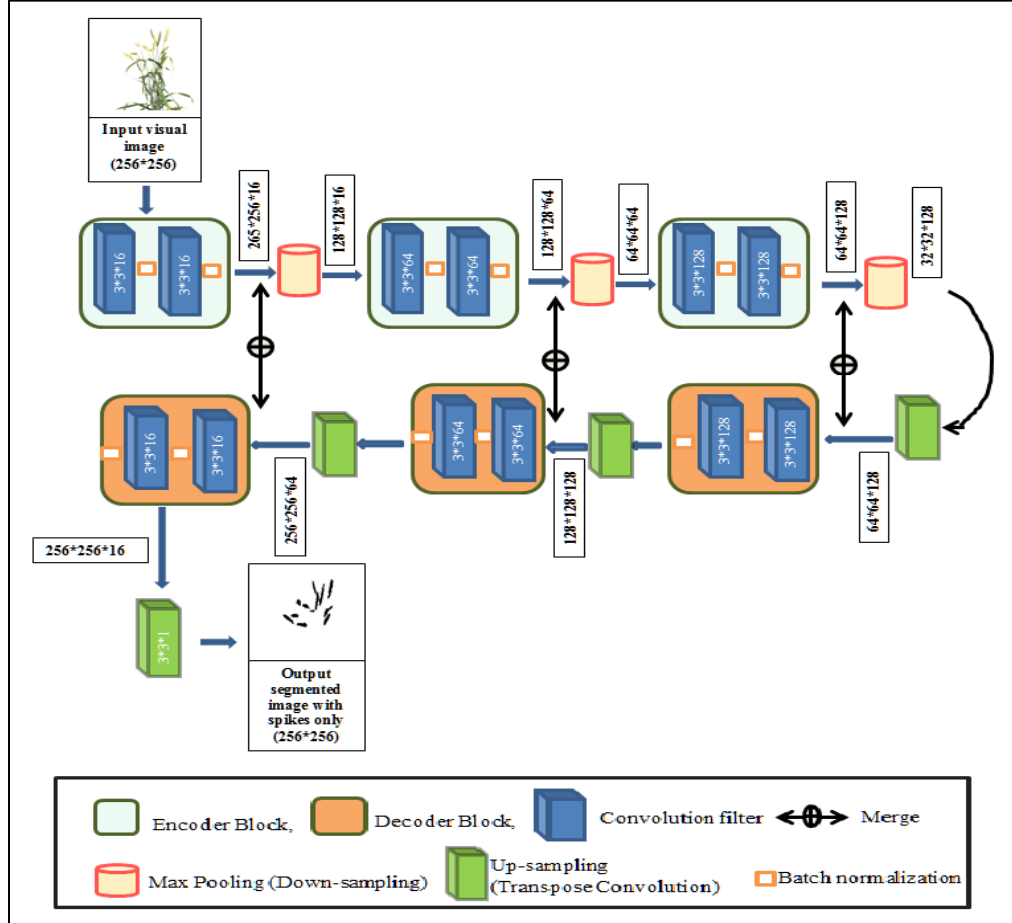 Input visual
image
(256*256)
265*256*16
128*128*16
128*128*64
64*64*64
64*64*128
32*32*128
3*3*16
3*3*16
3*3*64
3*3*64
3*3*128
3*3*128
3*3*16
3*3*16
3*3*64
3*3*64
3*3*128
3*3*128
256*256*64
128*128*128
64*64*128
256*256*16
3*3*1
Output
segmented
image with
spikes only
(256*256)
Encoder Block,
Decoder Block,
Convolution filter
Merge
Max Pooling (Down-sampling)
Up-sampling
(Transpose Convolution)
Batch normalization